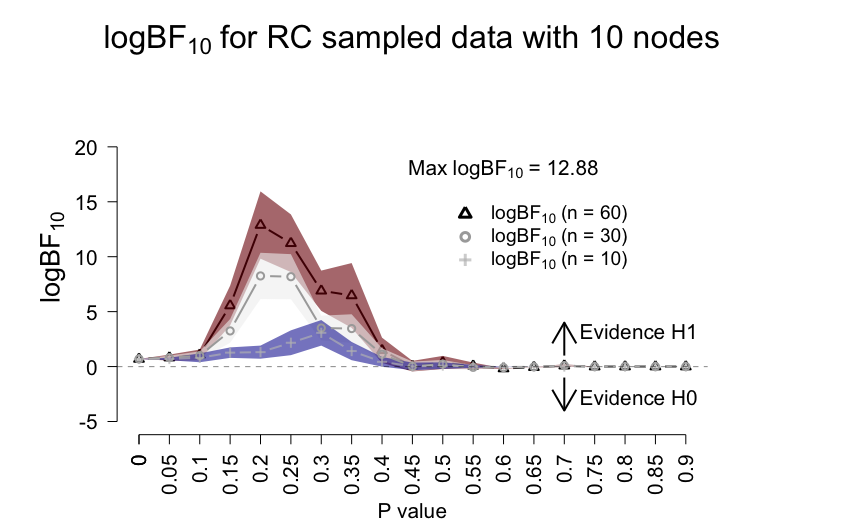 logBF₁₀ for RC sampled data with 10 nodes
Max logBF₁₀ = 12.88
logBF₁₀ (n = 60)
logBF₁₀ (n = 30)
logBF₁₀ (n = 10)
Evidence H1
Evidence H0
logBF₁₀
20
15
10
5
0
-5
0 0.05 0.1 0.15 0.2 0.25 0.3 0.35 0.4 0.45 0.5 0.55 0.6 0.65 0.7 0.75 0.8 0.85 0.9
P value